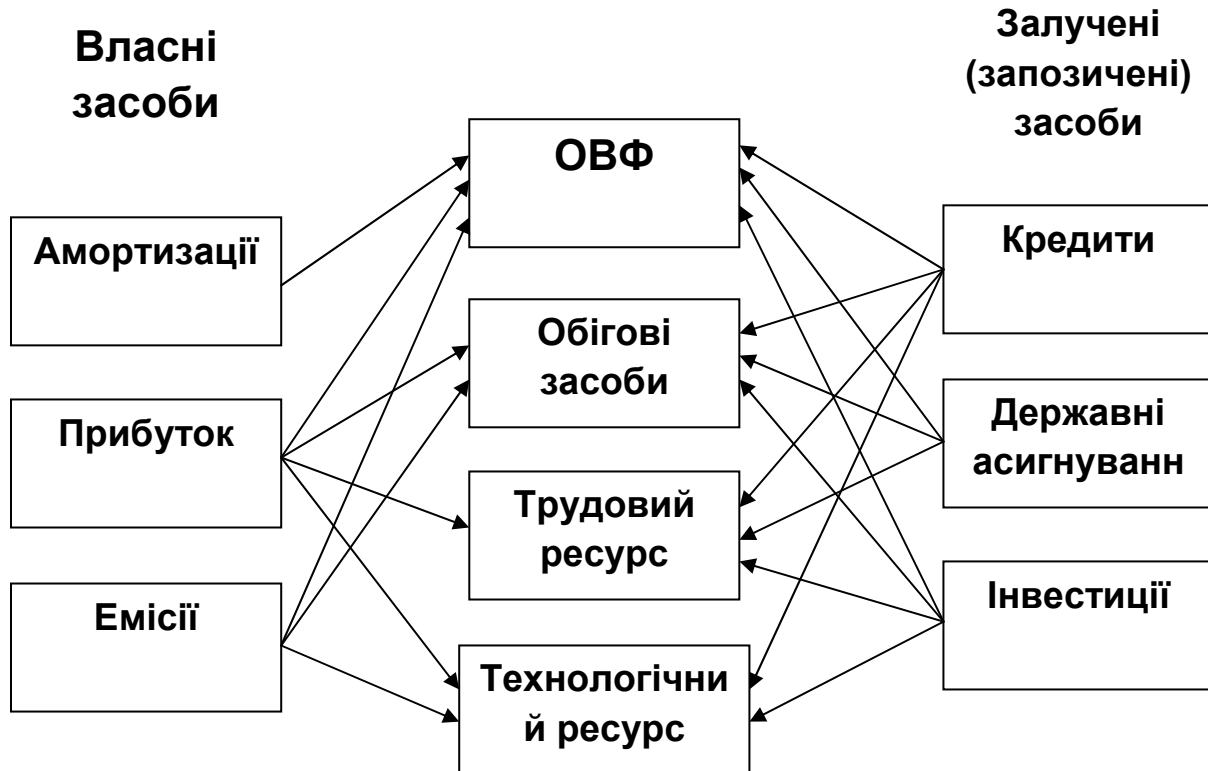 Власні
засоби
Амортизації
Прибуток
Емісії
ОВФ
Обігові
засоби
Трудовий
ресурс
Технологічни
й ресурс
Залучені
(запозичені)
засоби
Кредити
Державні
асигнуванн
Інвестиції